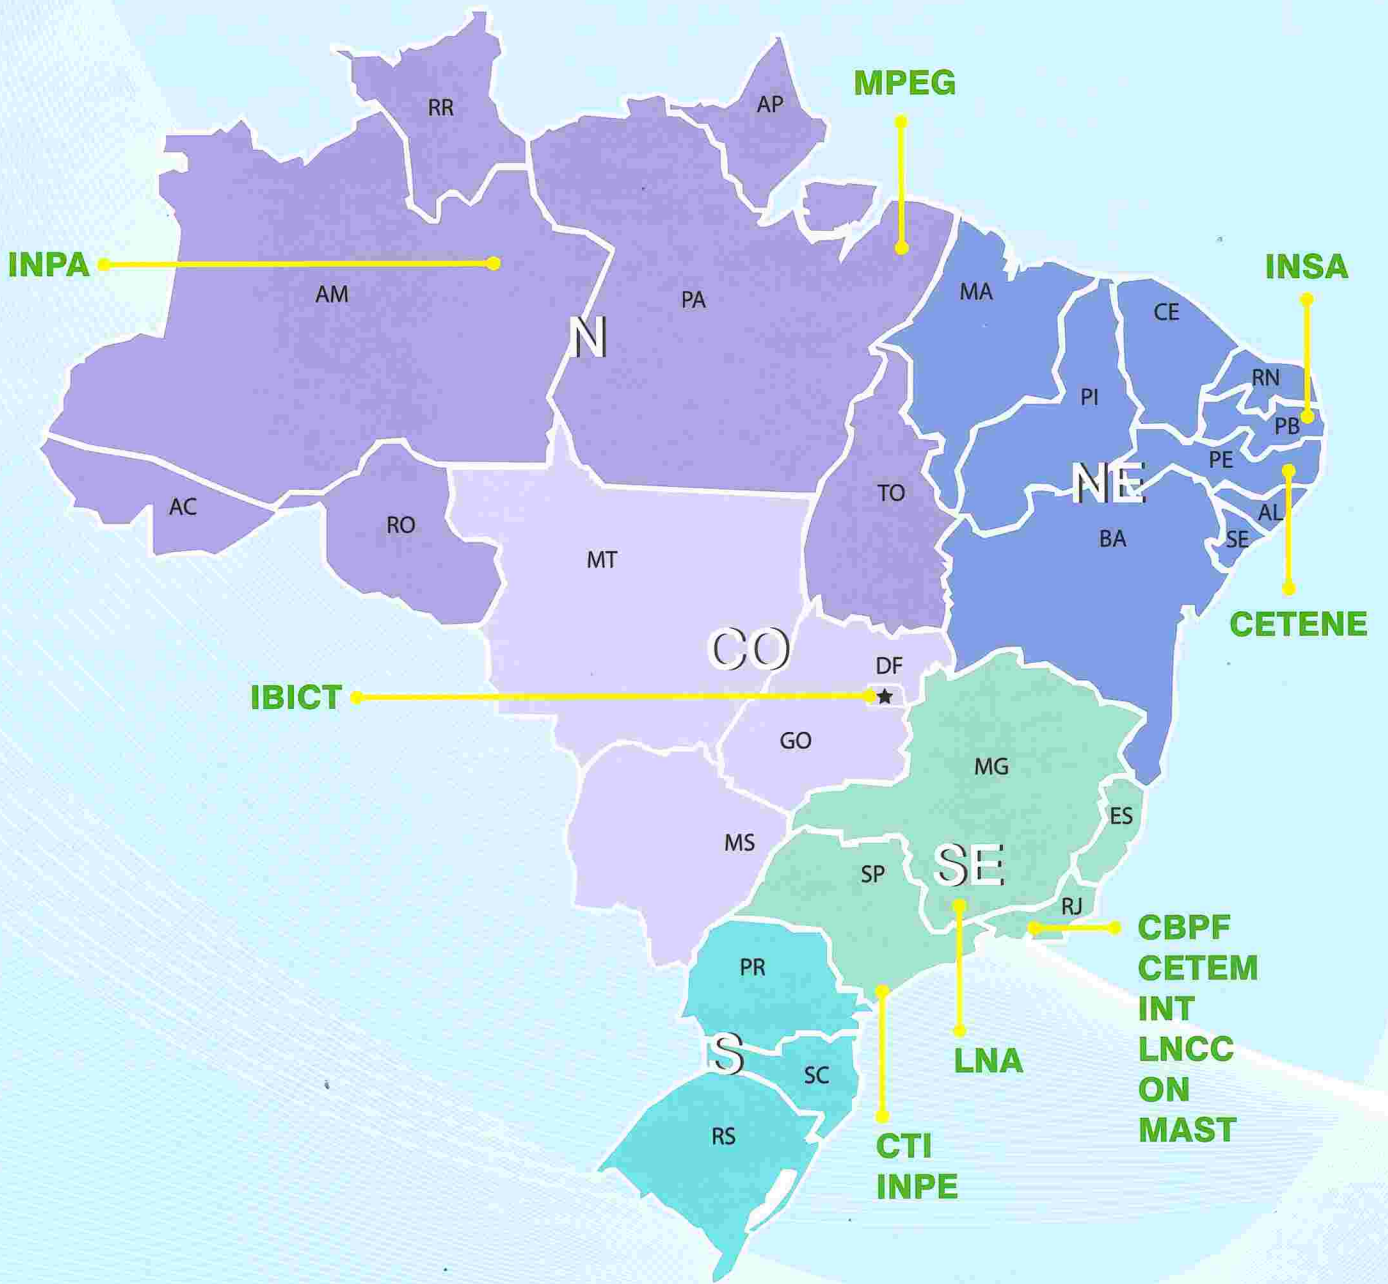 RR
AP
MPEG
INPA
AM
N
PA
MA
CE
INSA
RN
PI
PB
PE
NE
AC
RO
TO
AL
MT
BA
SE
CETENE
CO
DF
IBICT
GO
MG
ES
MS
SP
SE
RJ
CBPF
CETEM
INT
LNCC
ON
MAST
PR
LNA
S
SC
RS
CTI
INPE